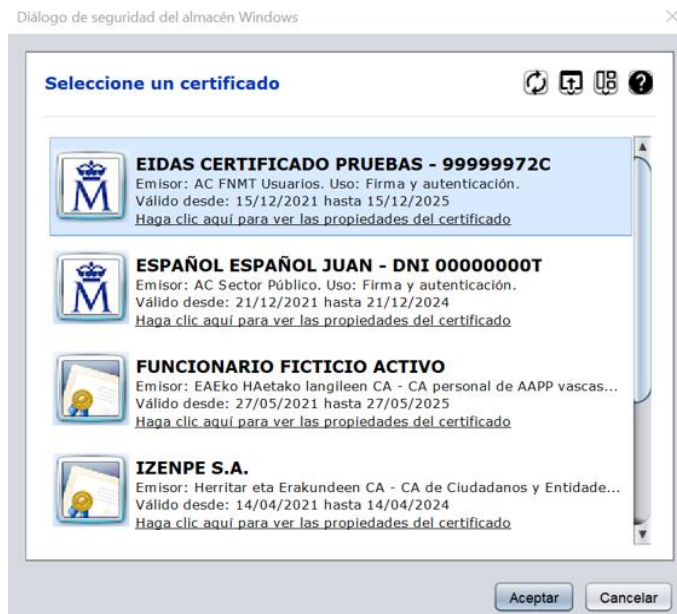 Diálogo de seguridad del almacén Windows
Seleccione un certificado
EIDAS CERTIFICADO PRUEBAS - 99999972C
Emisor: AC FNMT Usuarios. Uso: Firma y autenticación.
Válido desde: 15/12/2021 hasta 15/12/2025
Haga clic aquí para ver las propiedades del certificado
ESPAÑOL ESPAÑOL JUAN - DNI 00000000T
Emisor: AC Sector Público. Uso: Firma y autenticación.
Válido desde: 21/12/2021 hasta 21/12/2024
Haga clic aquí para ver las propiedades del certificado
FUNCIONARIO FICTICIO ACTIVO
Emisor: EAEko HAetako langileen CA - CA personal de AAPP vascas...
Válido desde: 27/05/2021 hasta 27/05/2025
Haga clic aquí para ver las propiedades del certificado
IZENPE S.A.
Emisor: Herritar eta Erakundeen CA - CA de Ciudadanos y Entidade...
Válido desde: 14/04/2021 hasta 14/04/2024
Haga clic aquí para ver las propiedades del certificado
Aceptar Cancelar